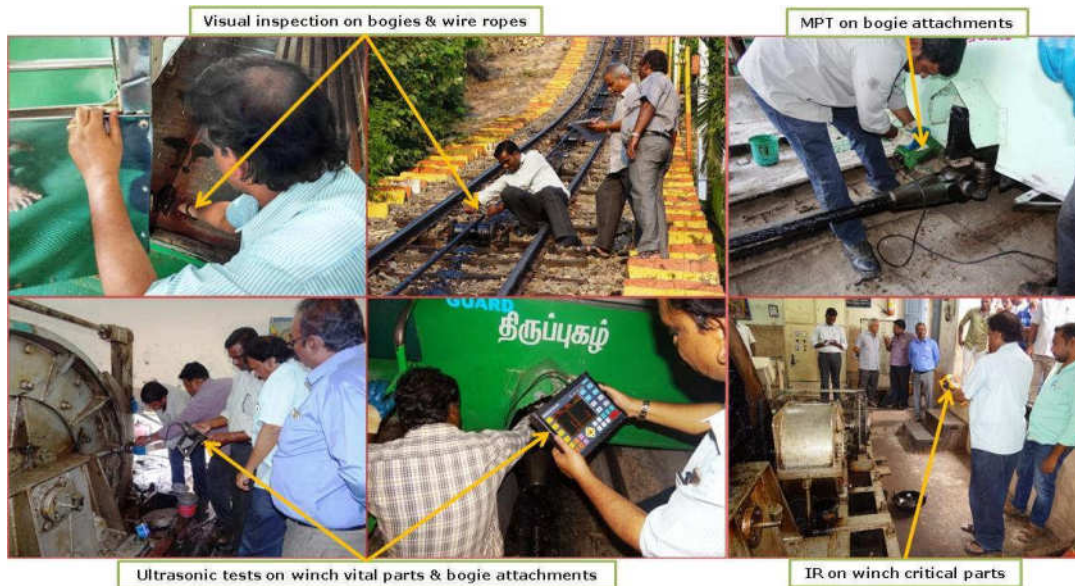 Visual inspection on bogies & wire ropes
MPT on bogie attachments
GUARD
திருப்புகழ்
Ultrasonic tests on winch vital parts & bogie attachments
IR on winch critical parts